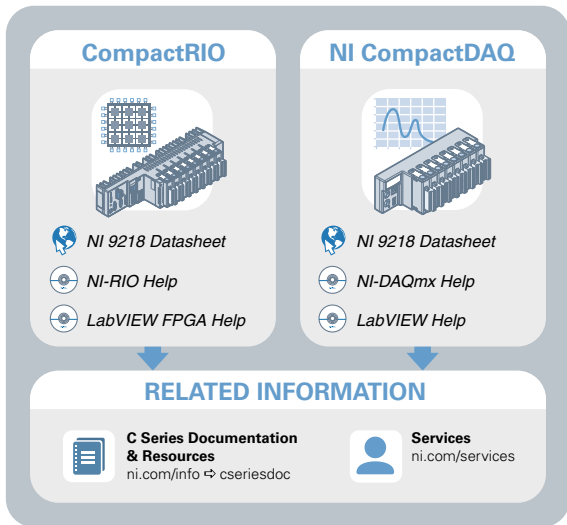 CompactRIO
NI 9218 Datasheet
NI-RIO Help
LabVIEW FPGA Help
NI CompactDAQ
NI 9218 Datasheet
NI-DAQmx Help
LabVIEW Help
RELATED INFORMATION
C Series Documentation
& Resources
ni.com/info ➪ cseriesdoc
Services
ni.com/services